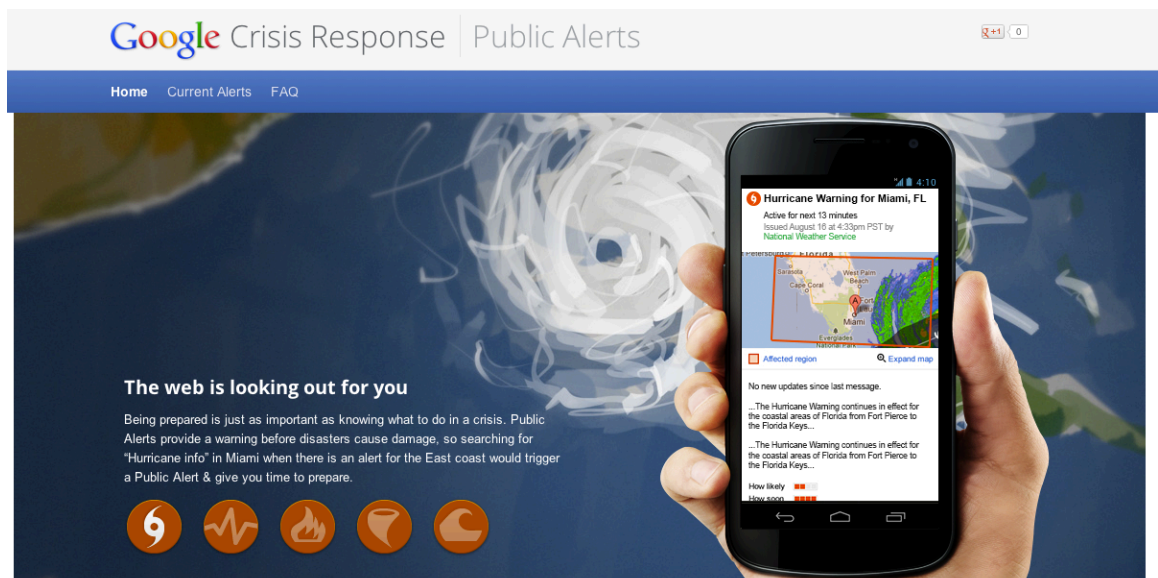 Google Crisis Response Public Alerts
+1 0
Home Current Alerts FAQ
4:10
Hurricane Warning for Miami, FL
Active for next 13 minutes
Issued August 16 at 4:33pm PST by
National Weather Service
Florida
Sarasota
West Palm
Beach
Cape Coral
A
Fort
Miami
Everglades
National Park
Affected region Expand map
No new updates since last message.
...The Hurricane Warning continues in effect for
the coastal areas of Florida from Fort Pierce to
the Florida Keys...
...The Hurricane Warning continues in effect for
the coastal areas of Florida from Fort Pierce to
the Florida Keys...
How likely
How soon
The web is looking out for you
Being prepared is just as important as knowing what to do in a crisis. Public
Alerts provide a warning before disasters cause damage, so searching for
“Hurricane info” in Miami when there is an alert for the East coast would trigger
a Public Alert & give you time to prepare.